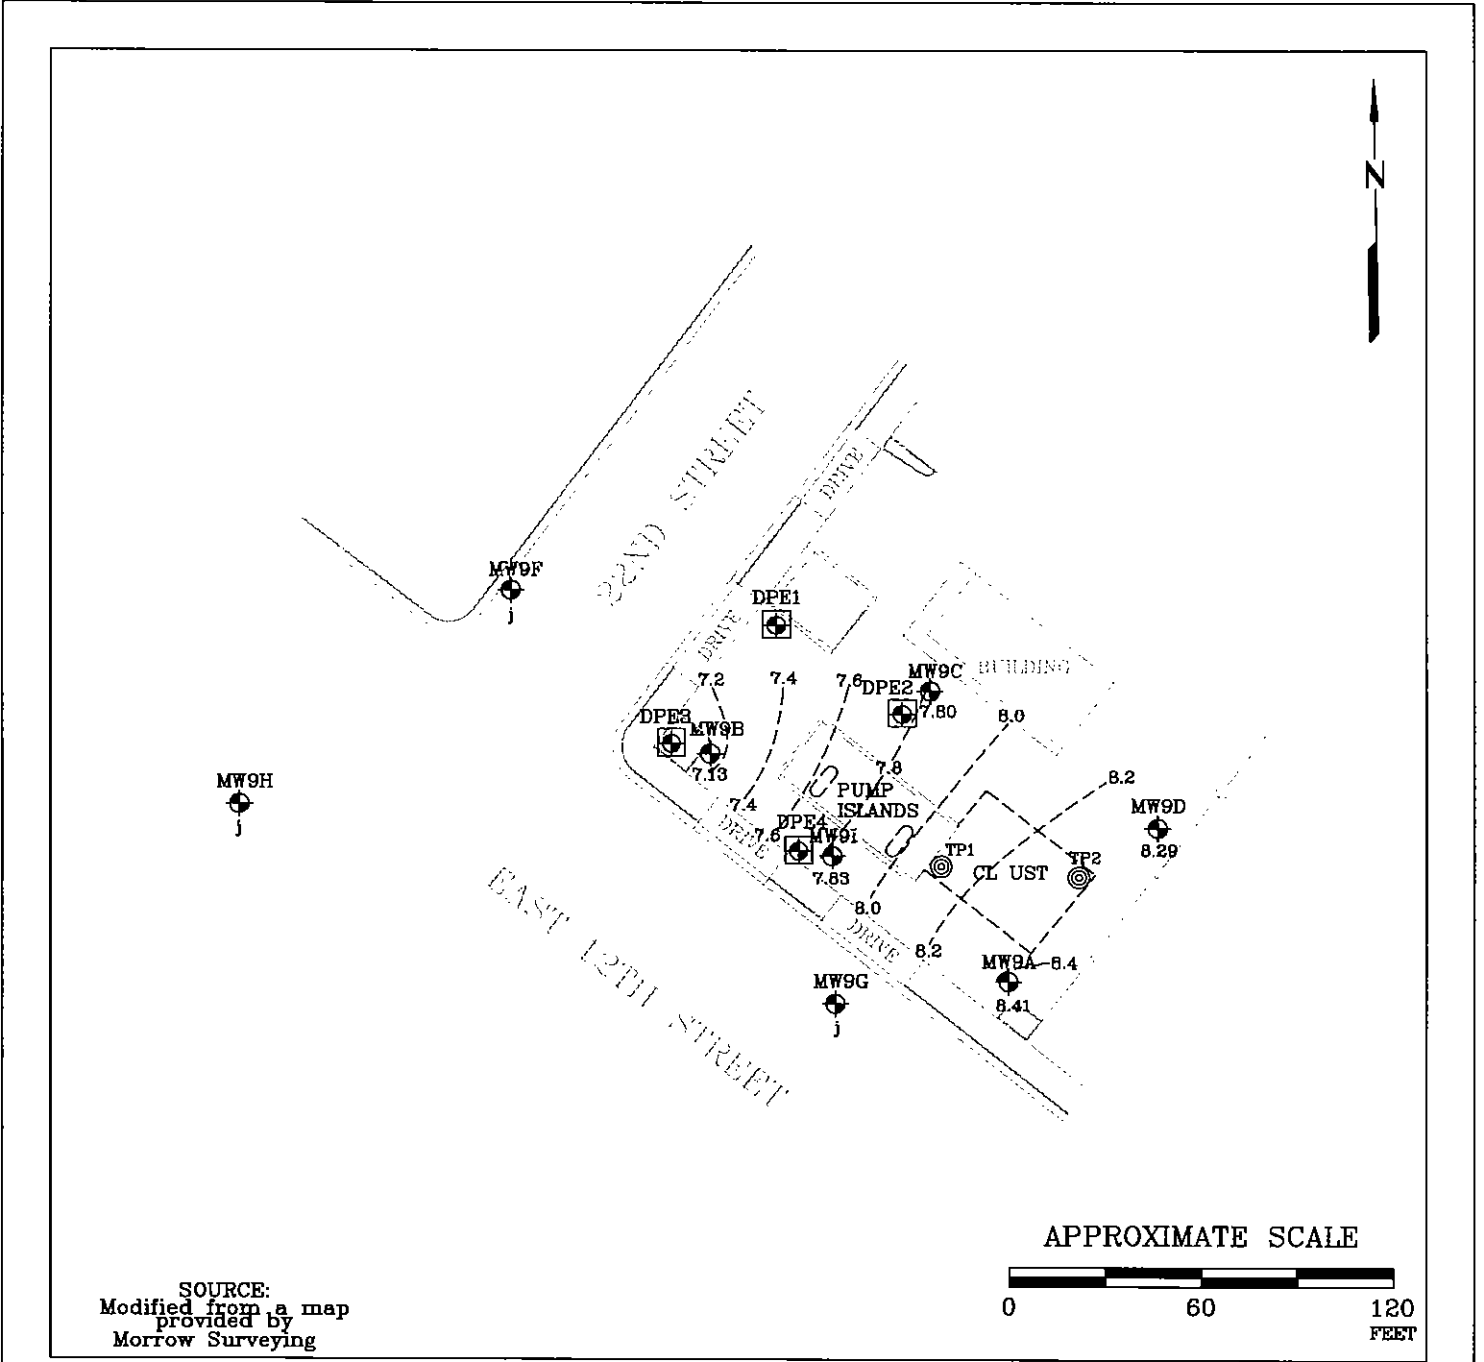 N
22ND STREET
DRIVE
MW9F
j
DPE1
DRIVE
BUILDING
MW9C
7.2
7.4
7.6
DPE2
7.80
8.0
DPE3
MW9B
7.13
7.8
8.2
MW9H
j
PUMP
ISLANDS
7.4
MW9D
8.29
DPE4
7.6
DRIVE
MW9I
7.83
TP1
CL UST
TP2
EAST 12TH STREET
8.0
DRIVE
8.2
MW9A
8.4
8.41
MW9G
j
APPROXIMATE SCALE
0 60 120
FEET
SOURCE:
Modified from a map
provided by
Morrow Surveying